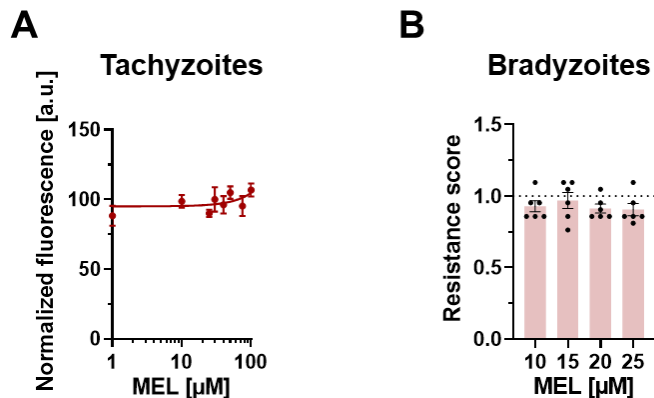 A
Tachyzoites
Normalized fluorescence [a.u.]
150
100
50
0
1
10
100
MEL [µM]
B
Bradyzoites
Resistance score
1.5
1.0
0.5
0.0
10
15
20
25
MEL [µM]